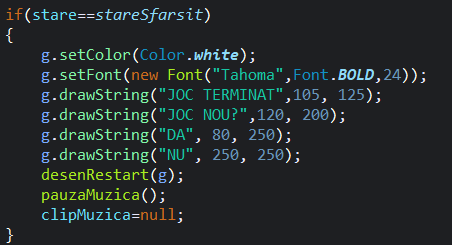 if(stare==stareSfarsit)
{
g.setColor(Color.white);
g.setFont(new Font("Tahoma",Font.BOLD,24));
g.drawString("JOC TERMINAT",105, 125);
g.drawString("JOC NOU?",120, 200);
g.drawString("DA", 80, 250);
g.drawString("NU", 250, 250);
desenRestart(g);
pauzaMuzica();
clipMuzica=null;
}